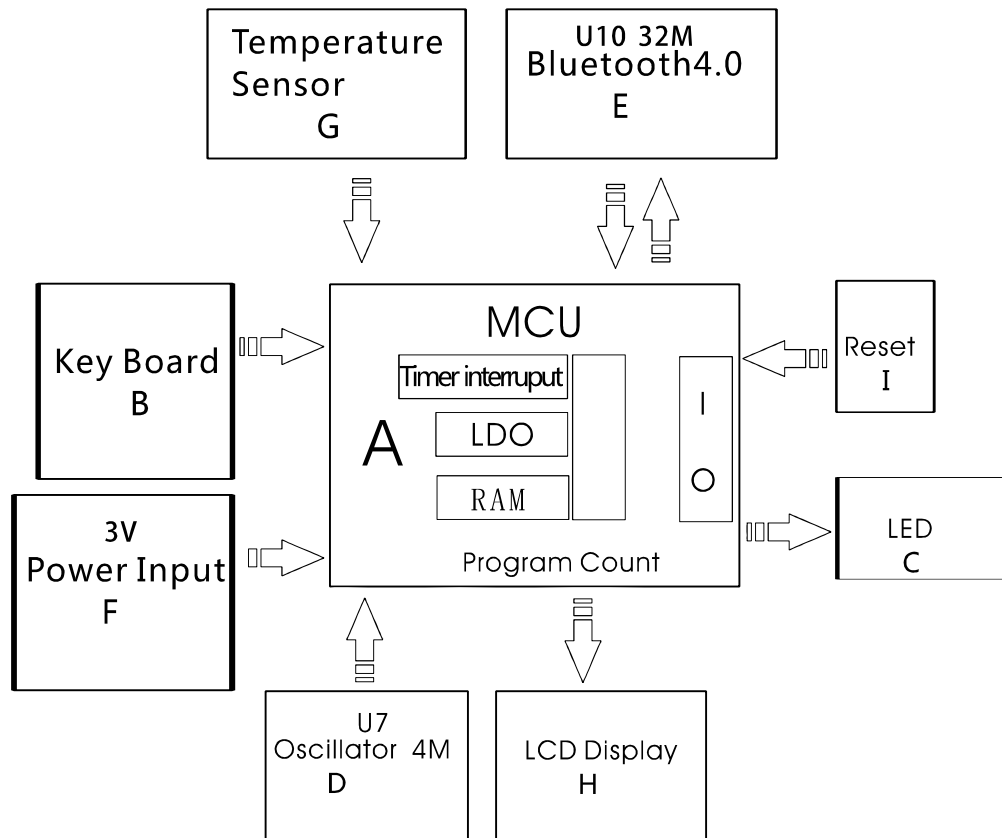 Temperature
Sensor
G
U10 32M
Bluetooth4.0
E
Key Board
B
MCU
Timer interruput
A
LDO
RAM
I
O
Program Count
Reset
I
3V
Power Input
F
LED
C
U7
Oscillator 4M
D
LCD Display
H